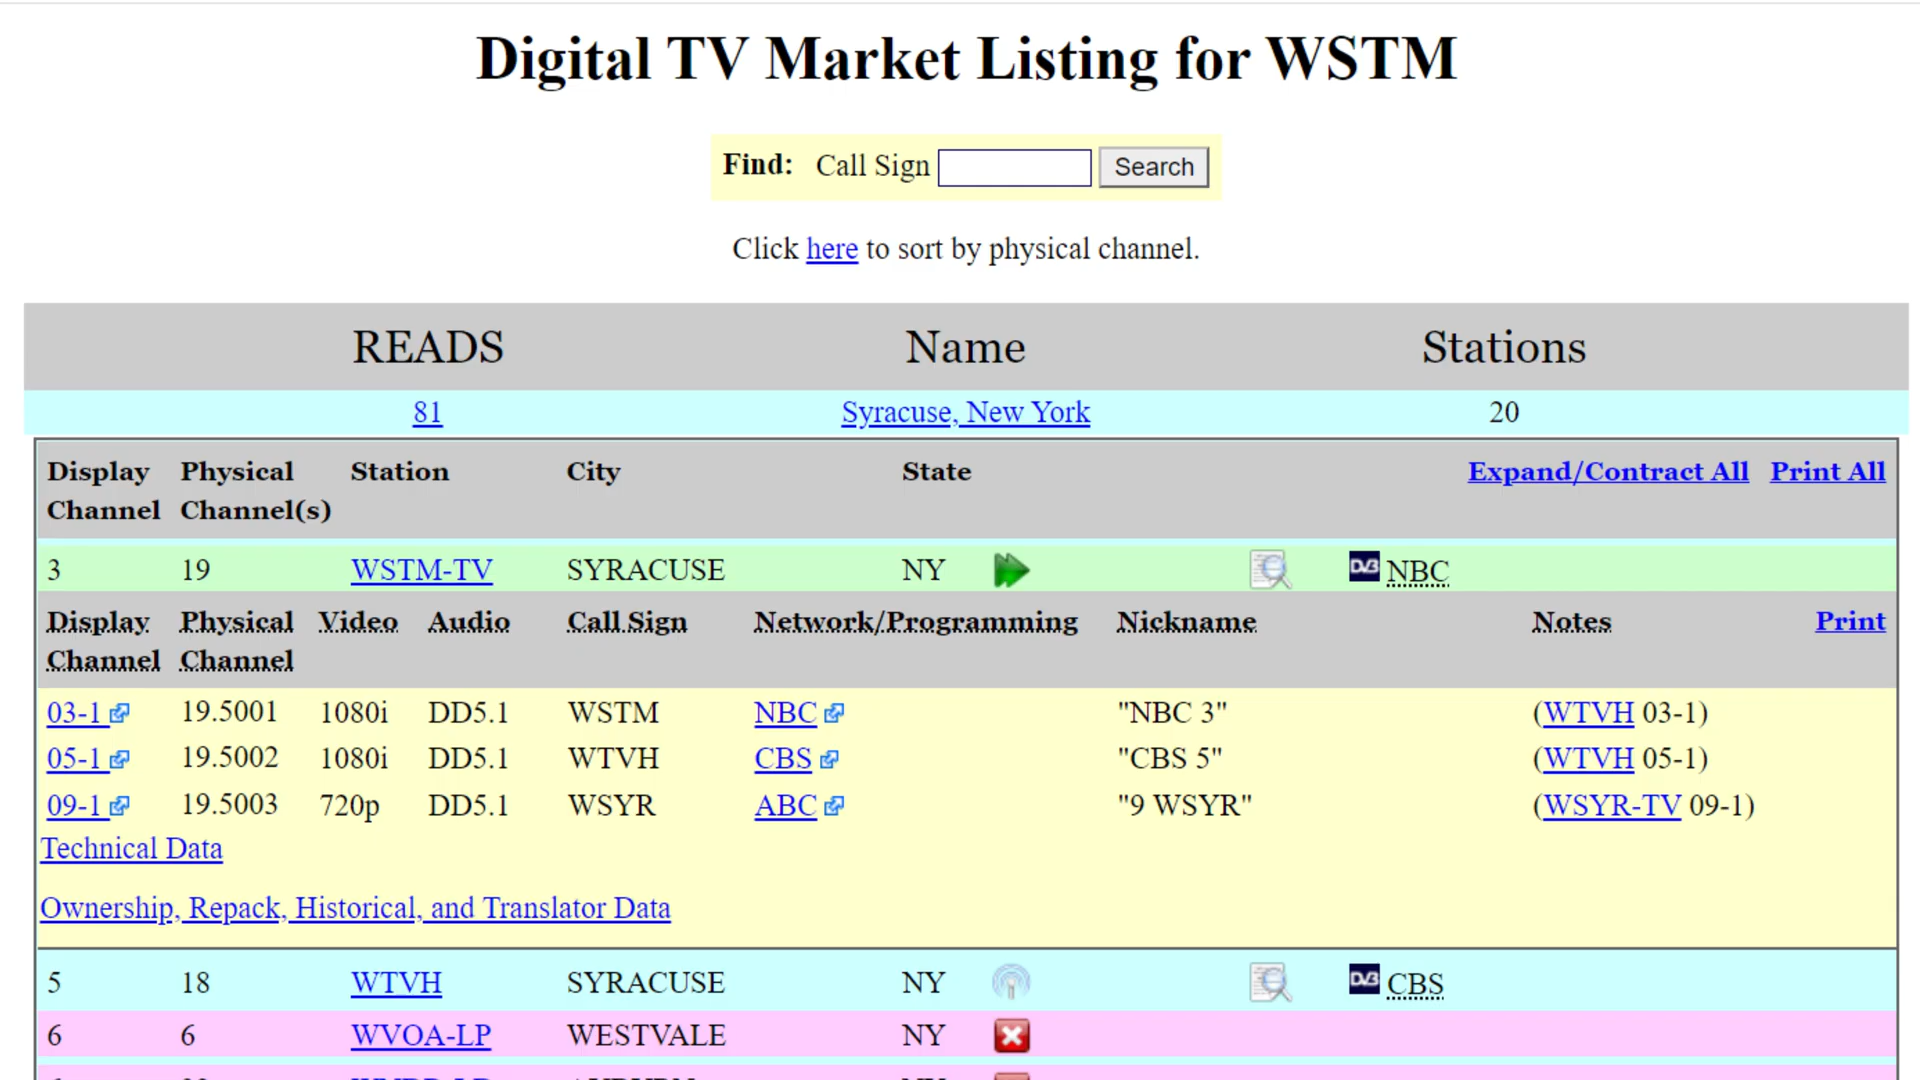 Digital TV Market Listing for WSTM
Find: Call Sign Search
Click here to sort by physical channel.
READS Name Stations
81 Syracuse, New York 20
Display Physical Station City State Expand/Contract All Print All
Channel Channel(s)
3 19 WSTM-TV SYRACUSE NY DV3 NBC
Display Physical Video Audio Call Sign Network/Programming Nickname Notes Print
Channel Channel
03-1 19.5001 1080i DD5.1 WSTM NBC "NBC 3" (WTVH 03-1)
05-1 19.5002 1080i DD5.1 WTVH CBS "CBS 5" (WTVH 05-1)
09-1 19.5003 720p DD5.1 WSYR ABC "9 WSYR" (WSYR-TV 09-1)
Technical Data
Ownership, Repack, Historical, and Translator Data
5 18 WTVH SYRACUSE NY DV3 CBS
6 6 WVOA-LP WESTVALE NY